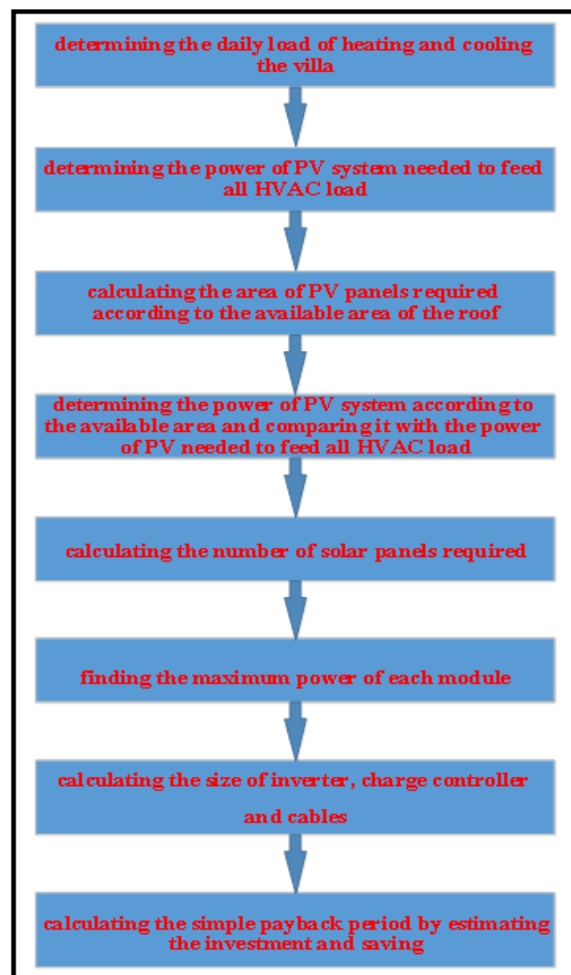 determining the daily load of heating and cooling
the villa
determining the power of PV system needed to feed
all HVAC load
calculating the area of PV panels required
according to the available area of the roof
determining the power of PV system according to
the available area and comparing it with the power
of PV needed to feed all HVAC load
calculating the number of solar panels required
finding the maximum power of each module
calculating the size of inverter, charge controller
and cables
calculating the simple payback period by estimating
the investment and saving